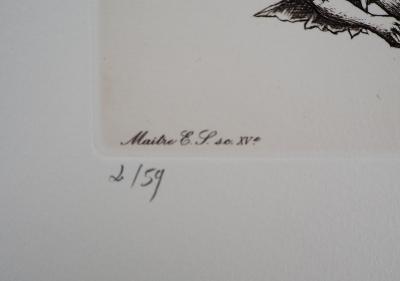 Maitre E. S. sc. XVe
2/59